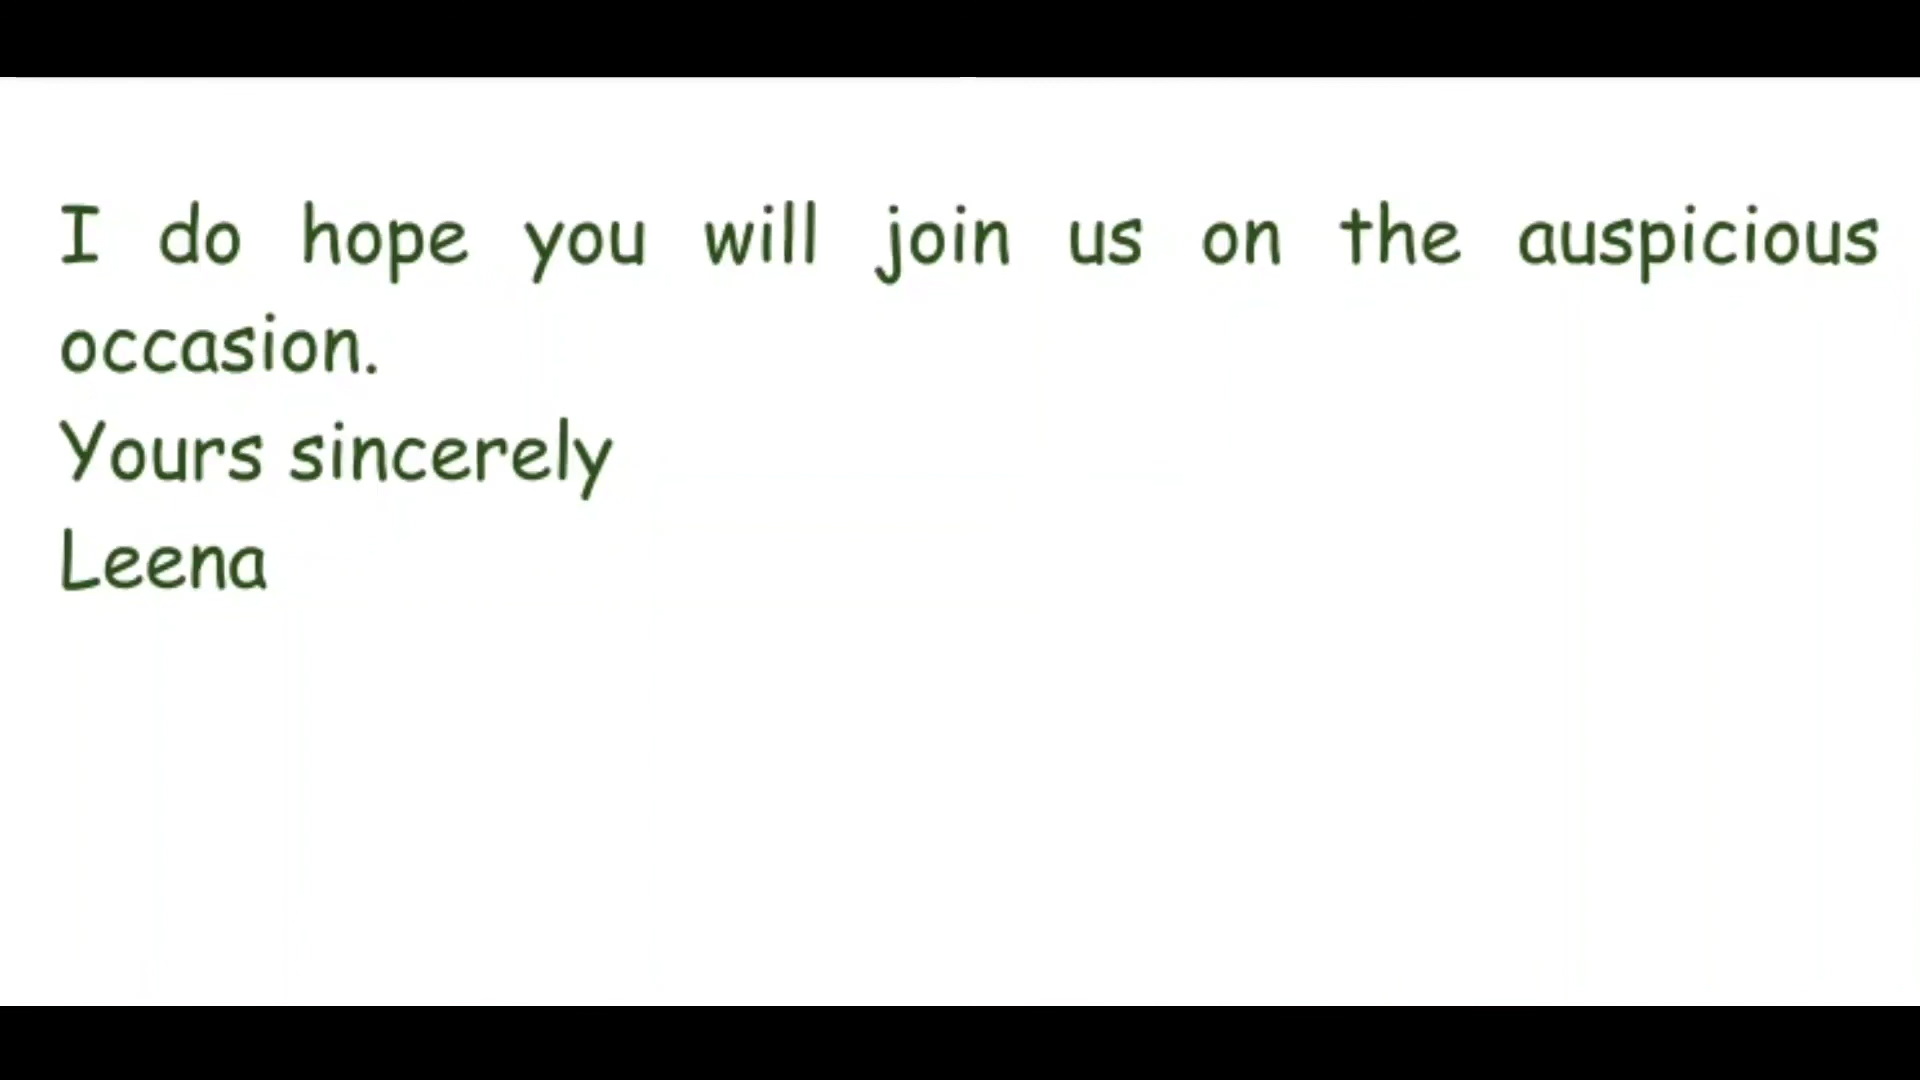 I do hope you will join us on the auspicious
occasion.
Yours sincerely
Leena